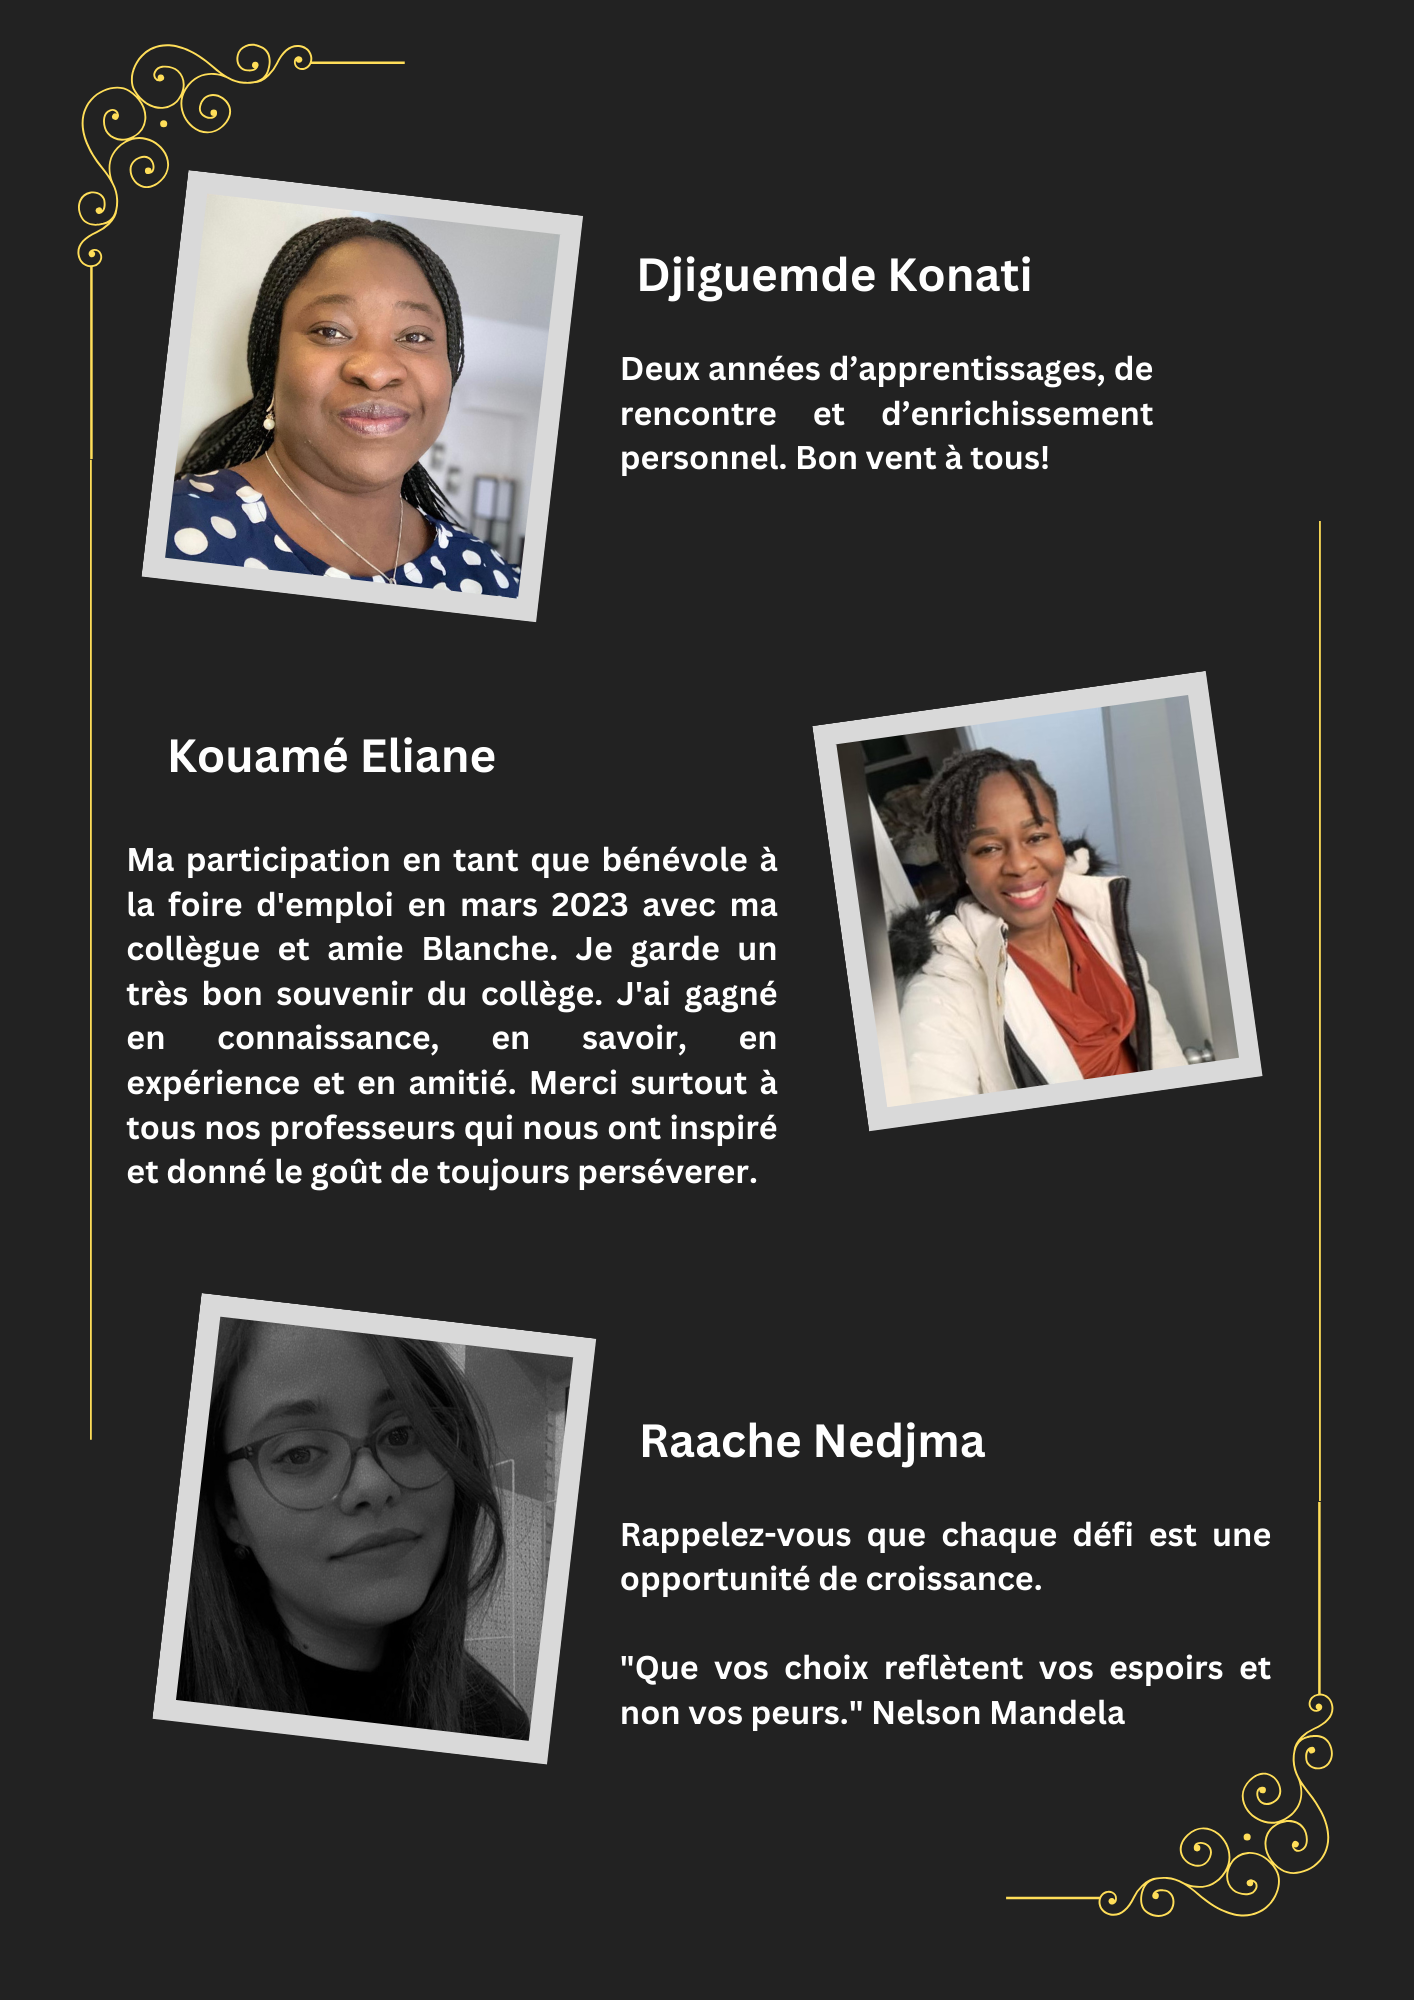 Djiguemde Konati
Deux années d’apprentissages, de
rencontre et d’enrichissement
personnel. Bon vent à tous!
Kouamé Eliane
Ma participation en tant que bénévole à
la foire d'emploi en mars 2023 avec ma
collègue et amie Blanche. Je garde un
très bon souvenir du collège. J'ai gagné
en connaissance, en savoir, en
expérience et en amitié. Merci surtout à
tous nos professeurs qui nous ont inspiré
et donné le goût de toujours perséverer.
Raache Nedjma
Rappelez-vous que chaque défi est une
opportunité de croissance.
"Que vos choix reflètent vos espoirs et
non vos peurs." Nelson Mandela